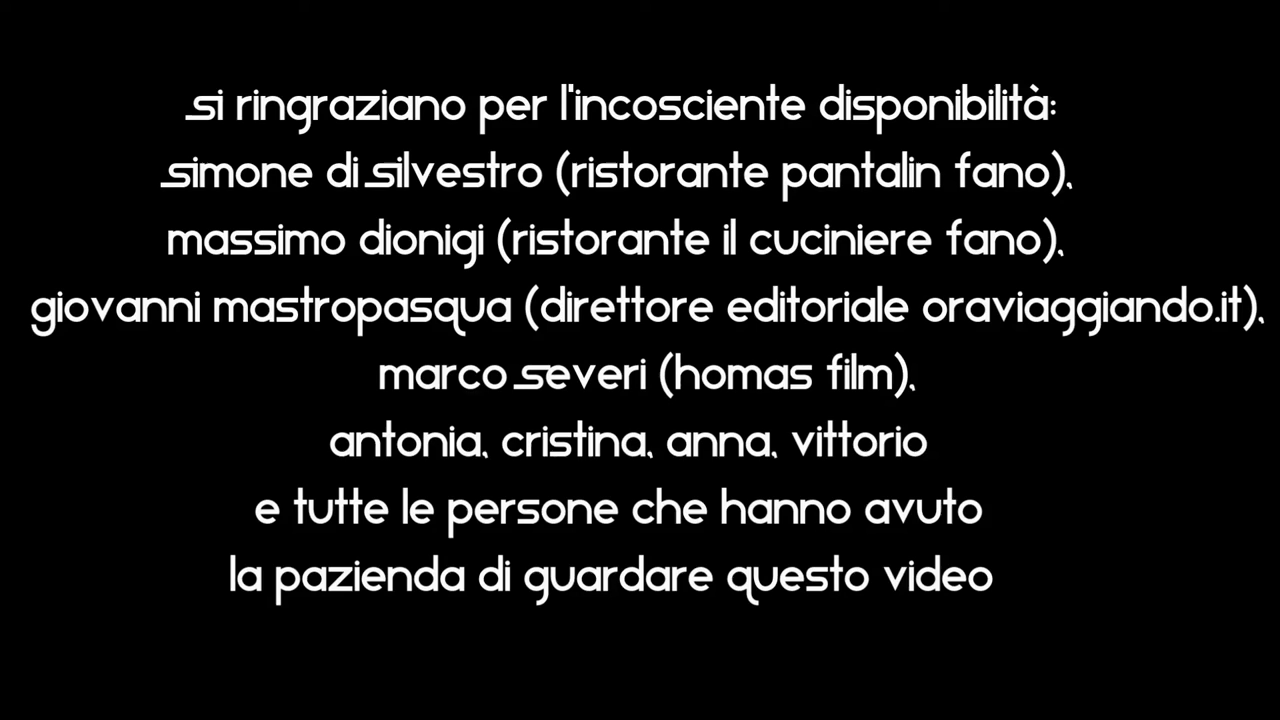 si ringraziano per l'incosciente disponibilità:
simone di silvestro (ristorante pantalin fano),
massimo dionigi (ristorante il cuciniere fano),
giovanni mastropasqua (direttore editoriale oraviaggiando.it),
marco severi (homas film),
antonia, cristina, anna, vittorio
e tutte le persone che hanno avuto
la pazienda di guardare questo video